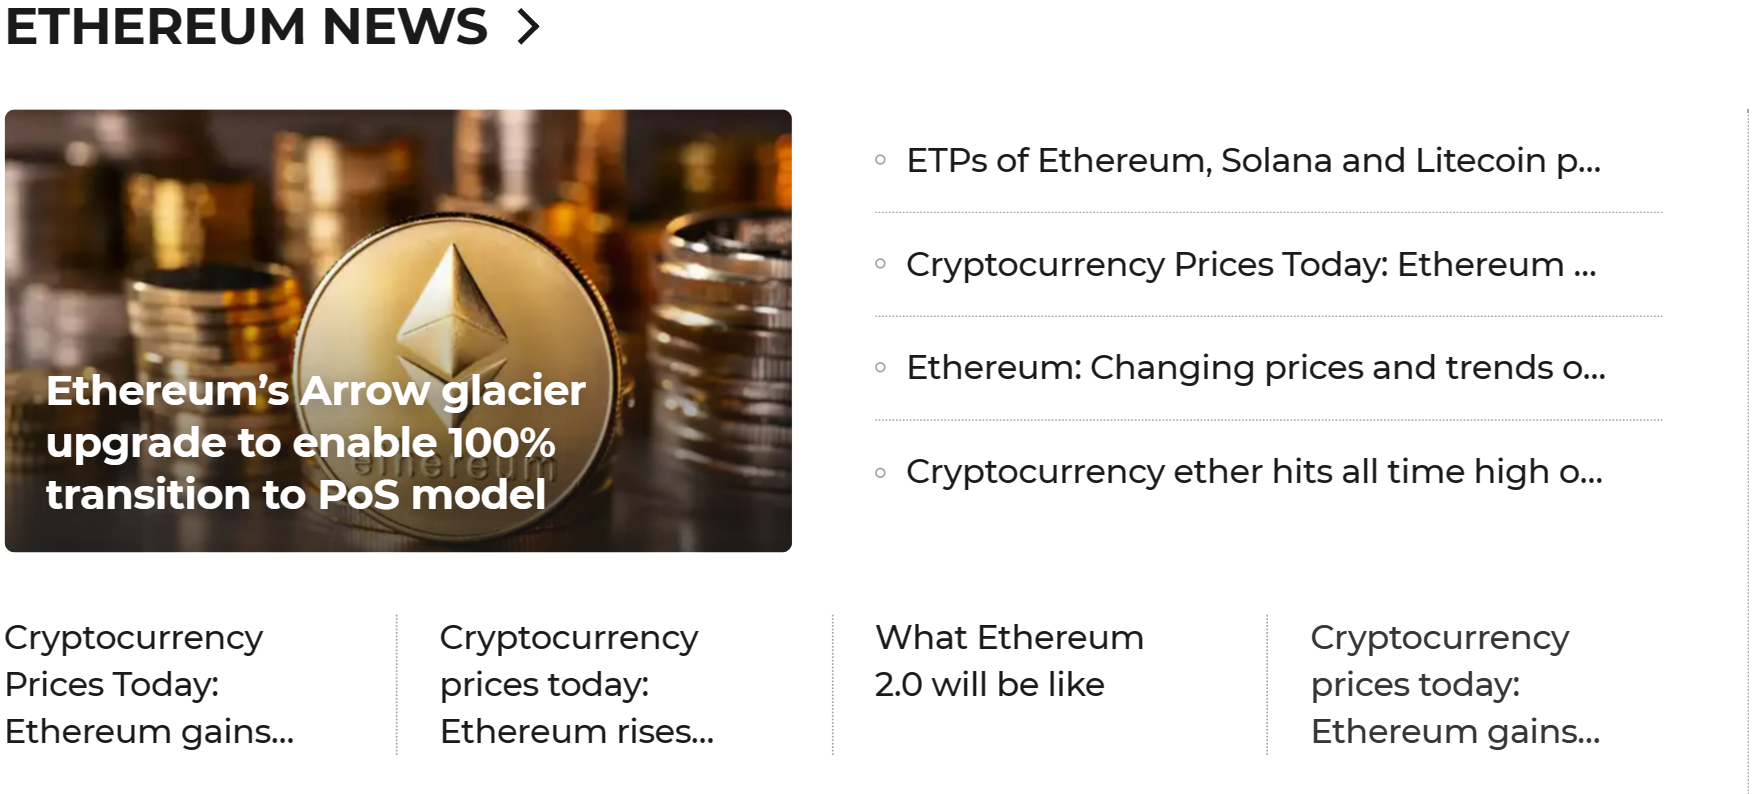 ETHEREUM NEWS
Ethereum’s Arrow glacier
upgrade to enable 100%
transition to PoS model
ethereum
ETPs of Ethereum, Solana and Litecoin p...
Cryptocurrency Prices Today: Ethereum ...
Ethereum: Changing prices and trends o...
Cryptocurrency ether hits all time high o...
Cryptocurrency
Prices Today:
Ethereum gains...
Cryptocurrency
prices today:
Ethereum rises...
What Ethereum
2.0 will be like
Cryptocurrency
prices today:
Ethereum gains...